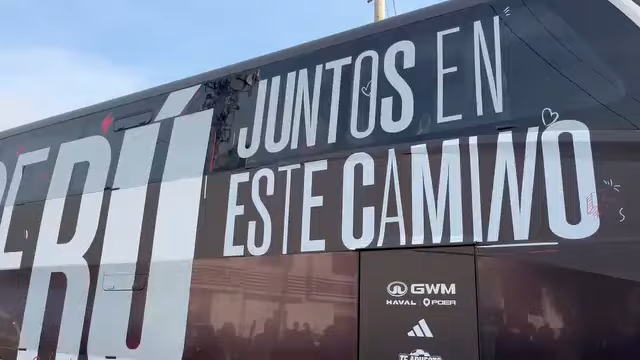 PERÚ
JUNTOS EN
ESTE CAMINO
GWM
HAVAL POER